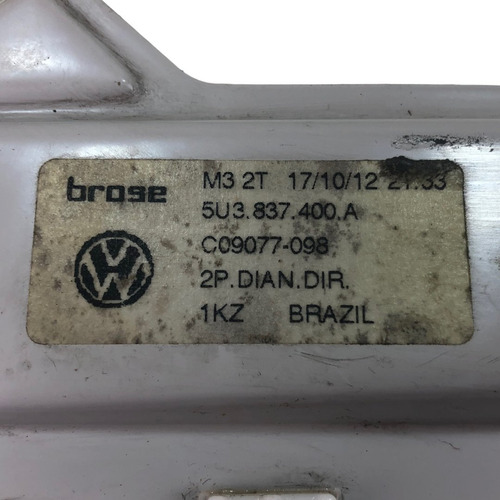 brose M3 2T 17/10/12 21:33
5U3.837.400.A
C09077-098
2P.DIAN.DIR.
1KZ BRAZIL